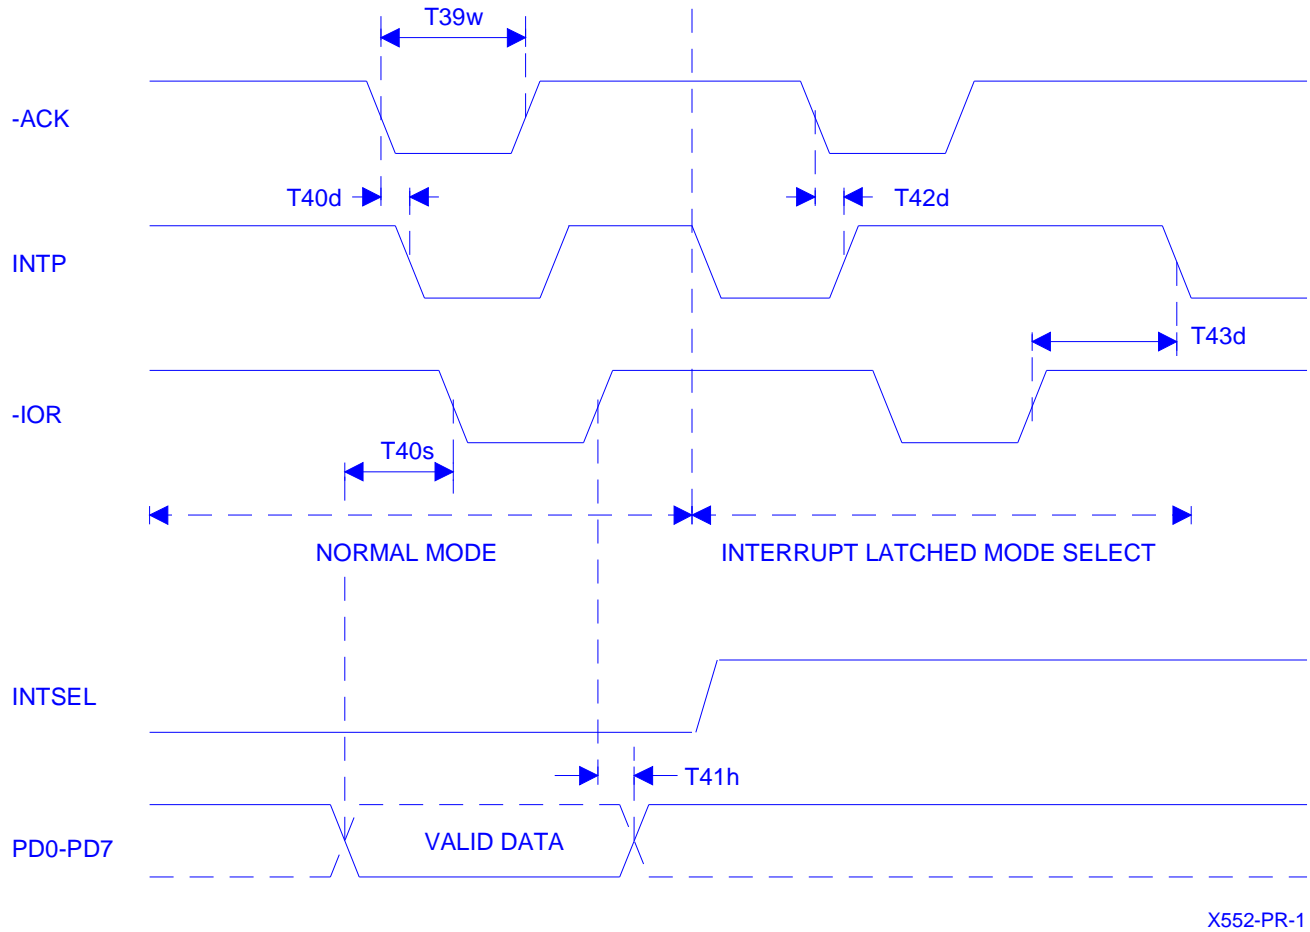 T39w
-ACK
T40d
T42d
INTP
T43d
-IOR
T40s
NORMAL MODE
INTERRUPT LATCHED MODE SELECT
INTSEL
T41h
PD0-PD7
VALID DATA
X552-PR-1